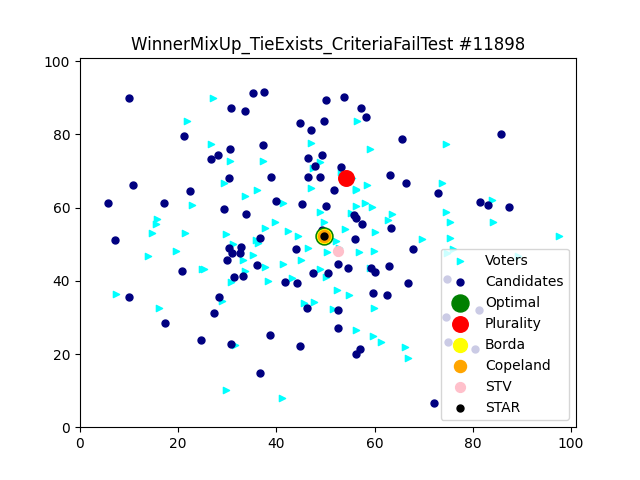 WinnerMixUp_TieExists_CriteriaFailTest #11898
100
80
60
40
20
0
0 20 40 60 80 100
Voters
Candidates
Optimal
Plurality
Borda
Copeland
STV
STAR